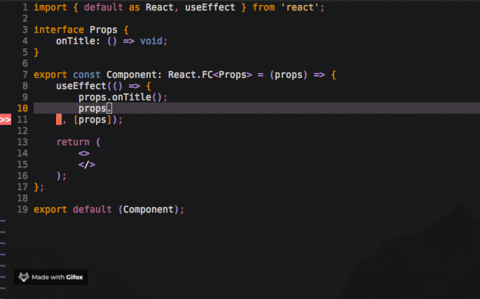 1 import { default as React, useEffect } from 'react';
2
3 interface Props {
4 onTitle: () => void;
5 }
6
7 export const Component: React.FC<Props> = (props) => {
8 useEffect(() => {
9 props.onTitle();
10 props.
>> 11 }, [props]);
12
13 return (
14 <>
15 </>
16 );
17 };
18
19 export default (Component);
~
~
~
~
~
~
Made with Gifox